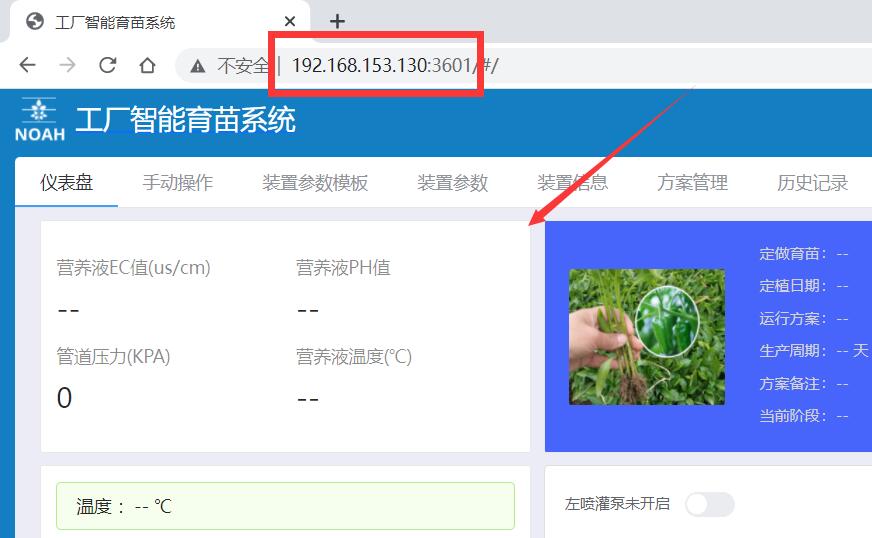 工厂智能育苗系统
不安全 | 192.168.153.130:3601/#/
NOAH 工厂智能育苗系统
仪表盘 手动操作 装置参数模板 装置参数 装置信息 方案管理 历史记录
营养液EC值(us/cm) 营养液PH值
-- --
管道压力(KPA) 营养液温度(℃)
0 --
定做育苗: --
定植日期: --
运行方案: --
生产周期: -- 天
方案备注: --
当前阶段: --
温度: -- ℃
左喷灌泵未开启